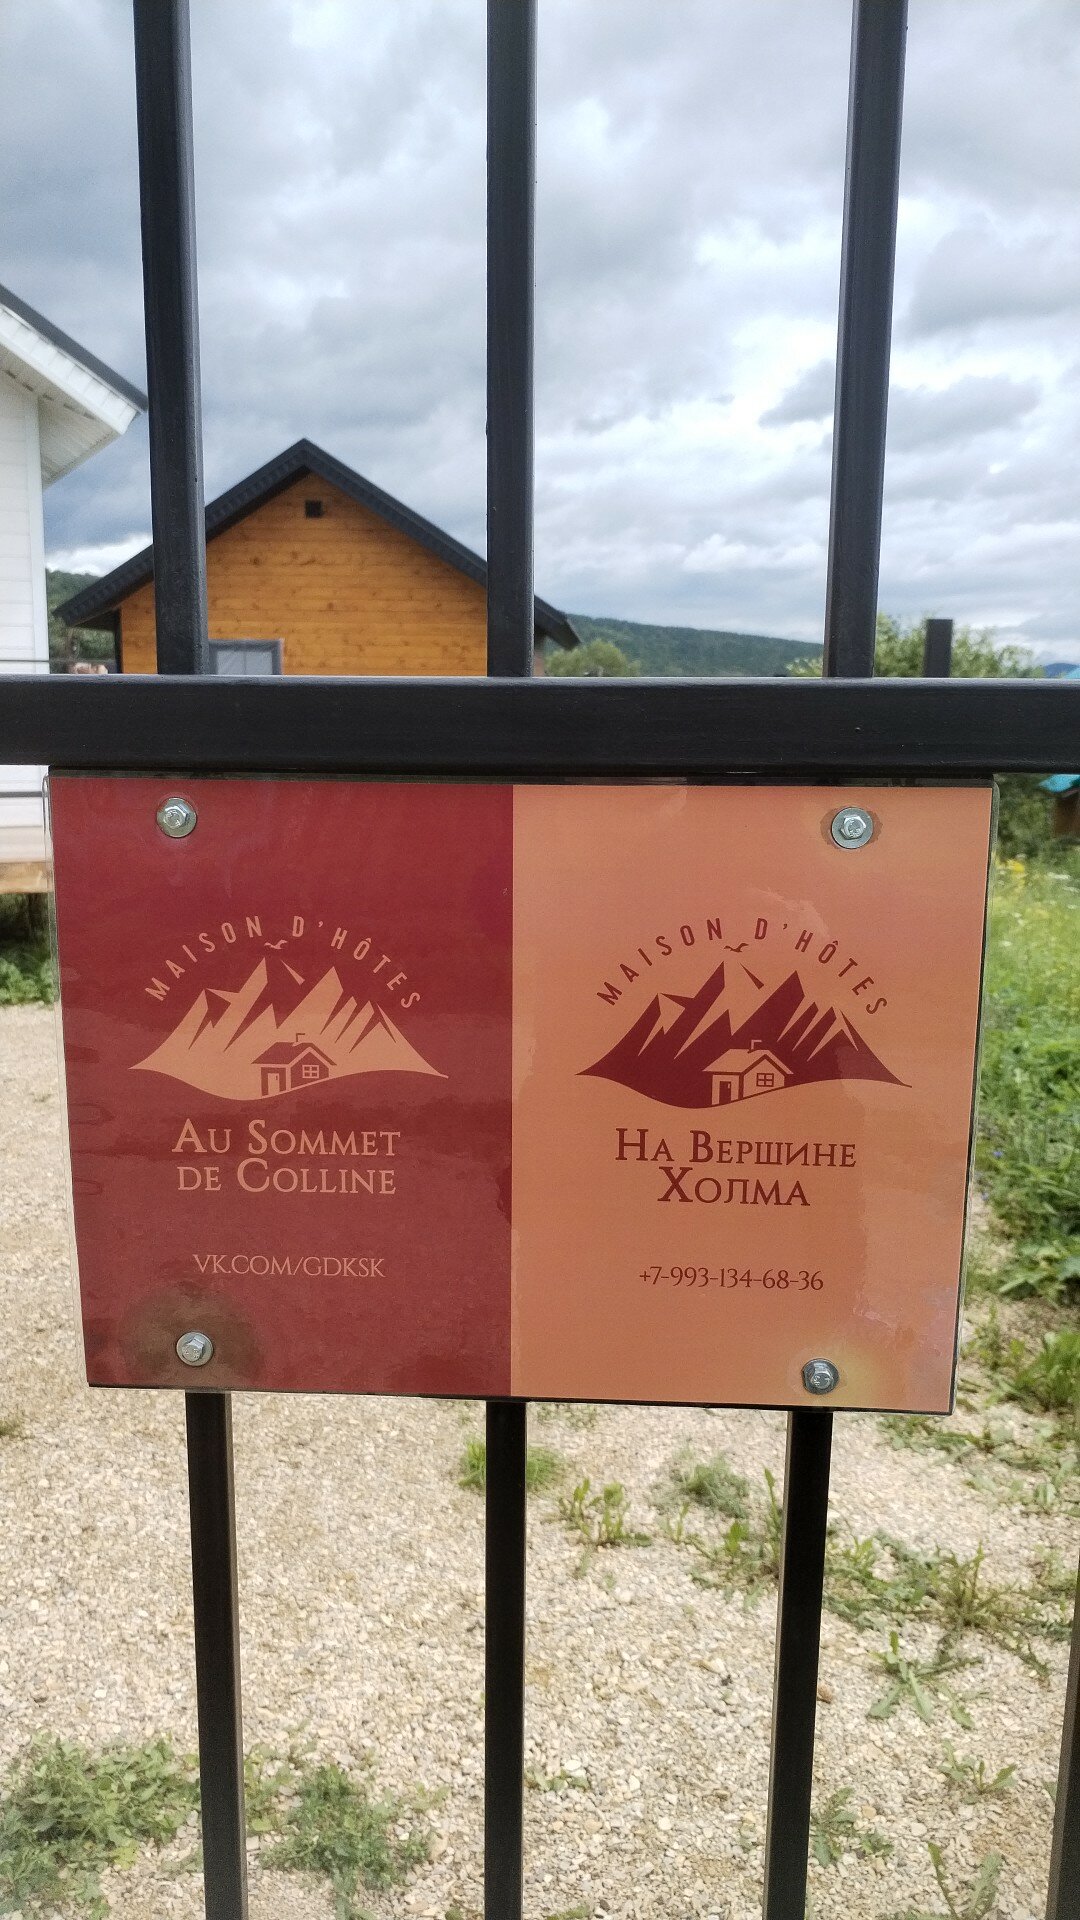 MAISON D'HÔTES
AU SOMMET
DE COLLINE
VK.COM/GDKSK
MAISON D'HÔTES
НА ВЕРШИНЕ
ХОЛМА
+7-993-134-68-36